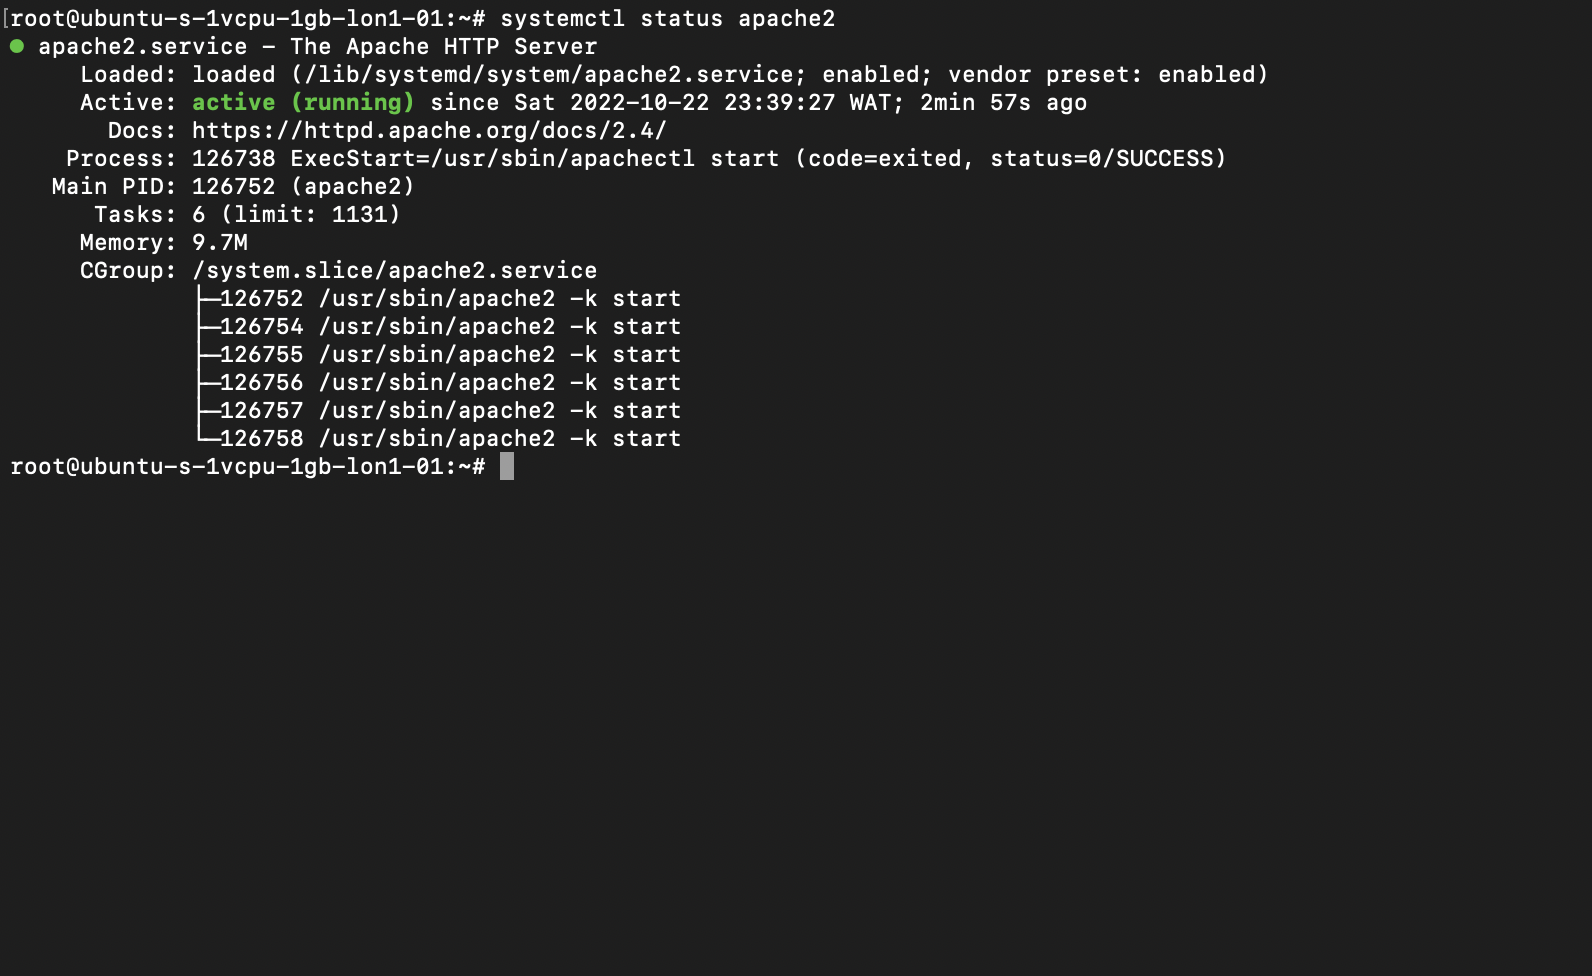 [root@ubuntu-s-1vcpu-1gb-lon1-01:~# systemctl status apache2
● apache2.service - The Apache HTTP Server
     Loaded: loaded (/lib/systemd/system/apache2.service; enabled; vendor preset: enabled)
     Active: active (running) since Sat 2022-10-22 23:39:27 WAT; 2min 57s ago
       Docs: https://httpd.apache.org/docs/2.4/
    Process: 126738 ExecStart=/usr/sbin/apachectl start (code=exited, status=0/SUCCESS)
   Main PID: 126752 (apache2)
      Tasks: 6 (limit: 1131)
     Memory: 9.7M
     CGroup: /system.slice/apache2.service
             ├─126752 /usr/sbin/apache2 -k start
             ├─126754 /usr/sbin/apache2 -k start
             ├─126755 /usr/sbin/apache2 -k start
             ├─126756 /usr/sbin/apache2 -k start
             ├─126757 /usr/sbin/apache2 -k start
             └─126758 /usr/sbin/apache2 -k start
root@ubuntu-s-1vcpu-1gb-lon1-01:~#